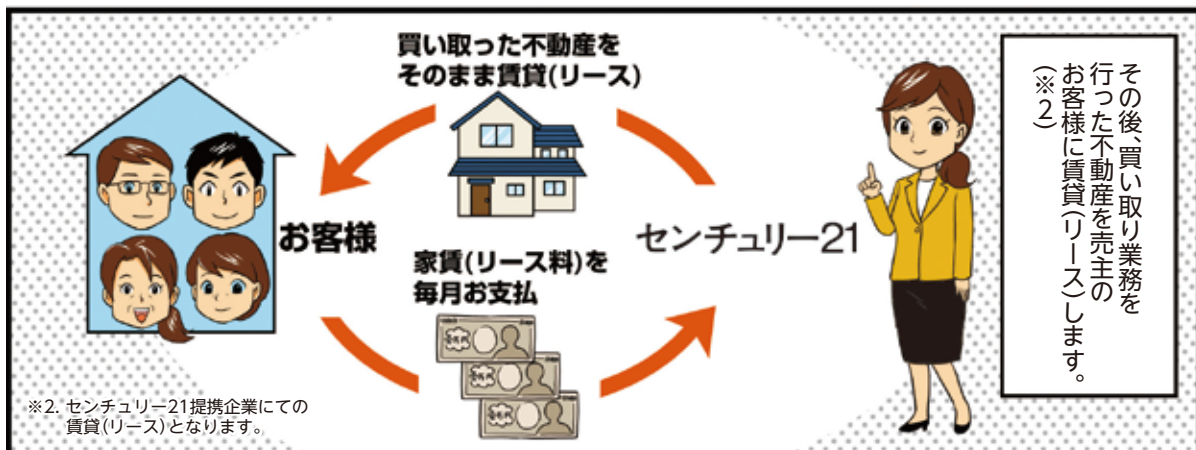 買い取った不動産を
そのまま賃貸(リース)
お客様
センチュリー21
家賃(リース料)を
毎月お支払
その後、買い取り業務を
行った不動産を売主の
お客様に賃貸(リース)します。
(※2)
※2. センチュリー21提携企業にての
賃貸(リース)となります。